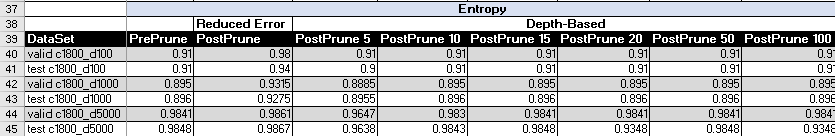 37 Entropy
38 Reduced Error Depth-Based
39 DataSet PrePrune PostPrune PostPrune 5 PostPrune 10 PostPrune 15 PostPrune 20 PostPrune 50 PostPrune 100
40 valid c1800_d100 0.91 0.98 0.91 0.91 0.91 0.91 0.91 0.91
41 test c1800_d100 0.91 0.94 0.9 0.91 0.91 0.91 0.91 0.91
42 valid c1800_d1000 0.895 0.9315 0.8885 0.895 0.895 0.895 0.895 0.895
43 test c1800_d1000 0.896 0.9275 0.8955 0.896 0.896 0.896 0.896 0.896
44 valid c1800_d5000 0.9841 0.9861 0.9647 0.983 0.9841 0.9841 0.9841 0.984
45 test c1800_d5000 0.9848 0.9867 0.9638 0.9843 0.9848 0.9348 0.9848 0.9348